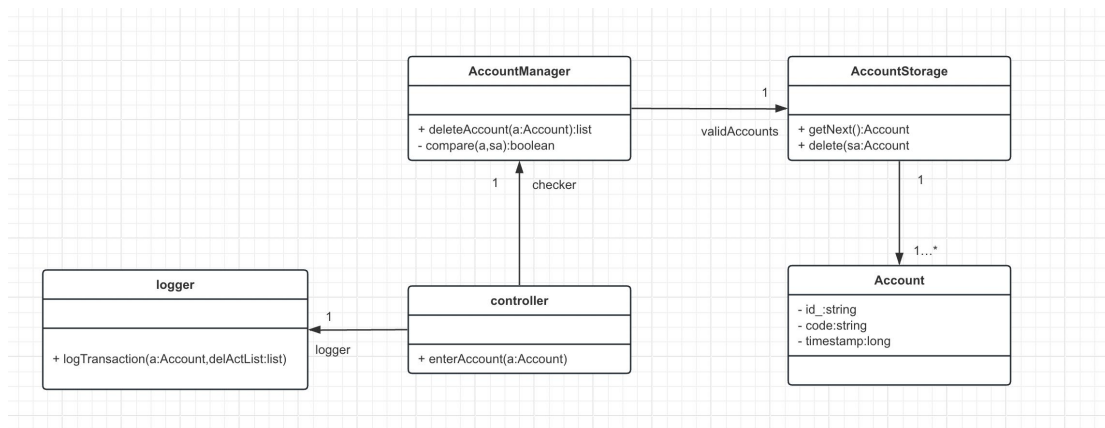 AccountManager
+ deleteAccount(a:Account):list
- compare(a,sa):boolean
1
validAccounts
AccountStorage
+ getNext():Account
+ delete(sa:Account
1
checker
1
1...*
logger
+ logTransaction(a:Account,delActList:list)
1
logger
controller
+ enterAccount(a:Account)
Account
- id_:string
- code:string
- timestamp:long